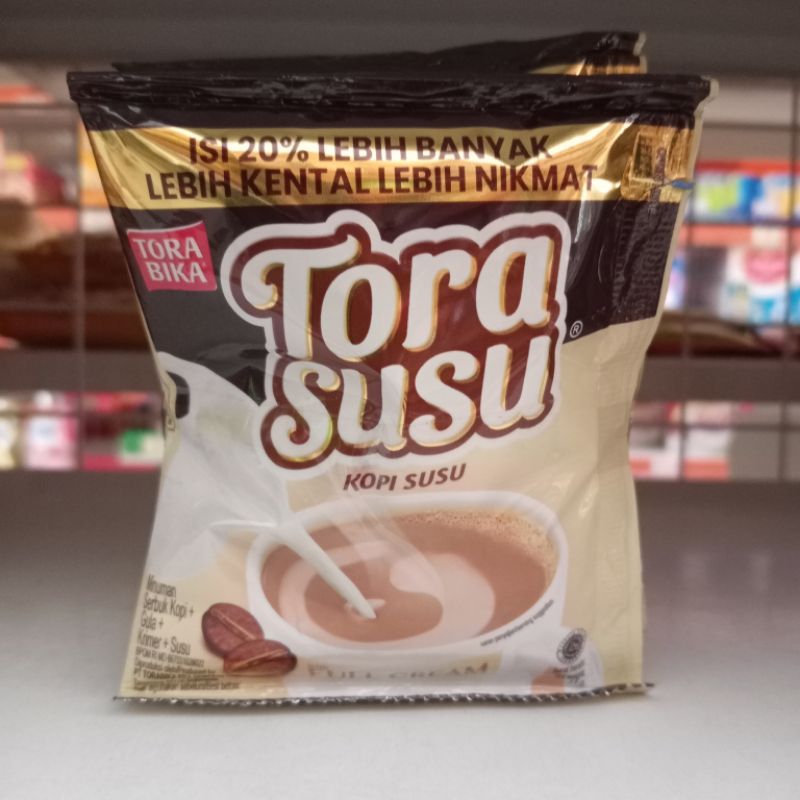 ISI 20% LEBIH BANYAK
LEBIH KENTAL LEBIH NIKMAT
TORA
BIKA
Tora
susu
®
KOPI SUSU
Minuman
Serbuk Kopi +
Gula +
Krimer + Susu
FULL CREAM